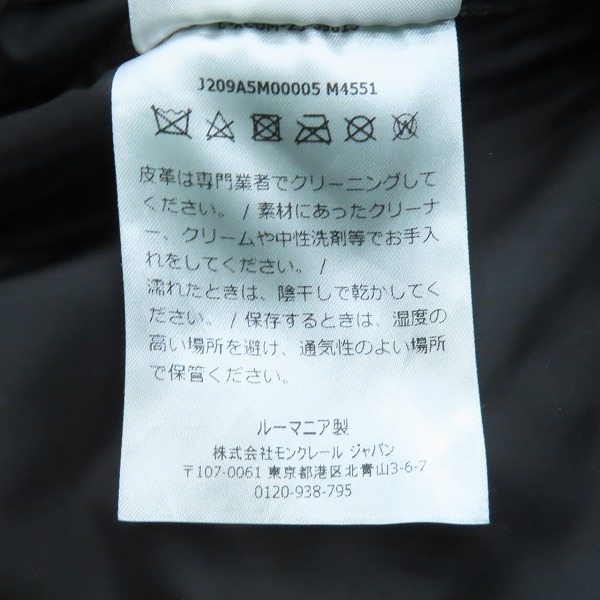 J209A5M00005 M4551
皮革は専門業者でクリーニングして
ください。 / 素材にあったクリーナ
ー、クリームや中性洗剤等でお手入
れをしてください。 /
濡れたときは、陰干しで乾かしてく
ださい。 / 保存するときは、湿度の
高い場所を避け、通気性のよい場所
で保管ください。
ルーマニア製
株式会社モンクレール ジャパン
〒107-0061 東京都港区北青山3-6-7
0120-938-795